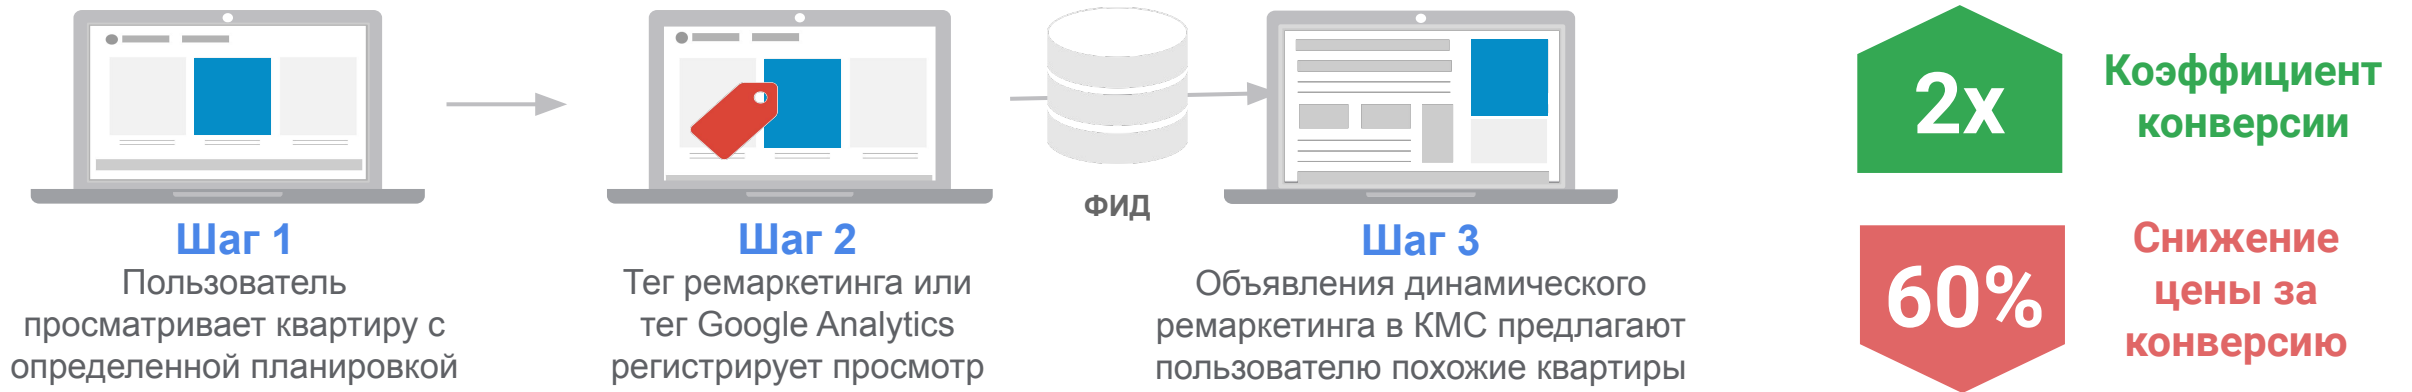 Шаг 1
Пользователь
просматривает квартиру с
определенной планировкой
Шаг 2
Тег ремаркетинга или
тег Google Analytics
регистрирует просмотр
ФИД
Шаг 3
Объявления динамического
ремаркетинга в КМС предлагают
пользователю похожие квартиры
2x
Коэффициент
конверсии
60%
Снижение
цены за
конверсию